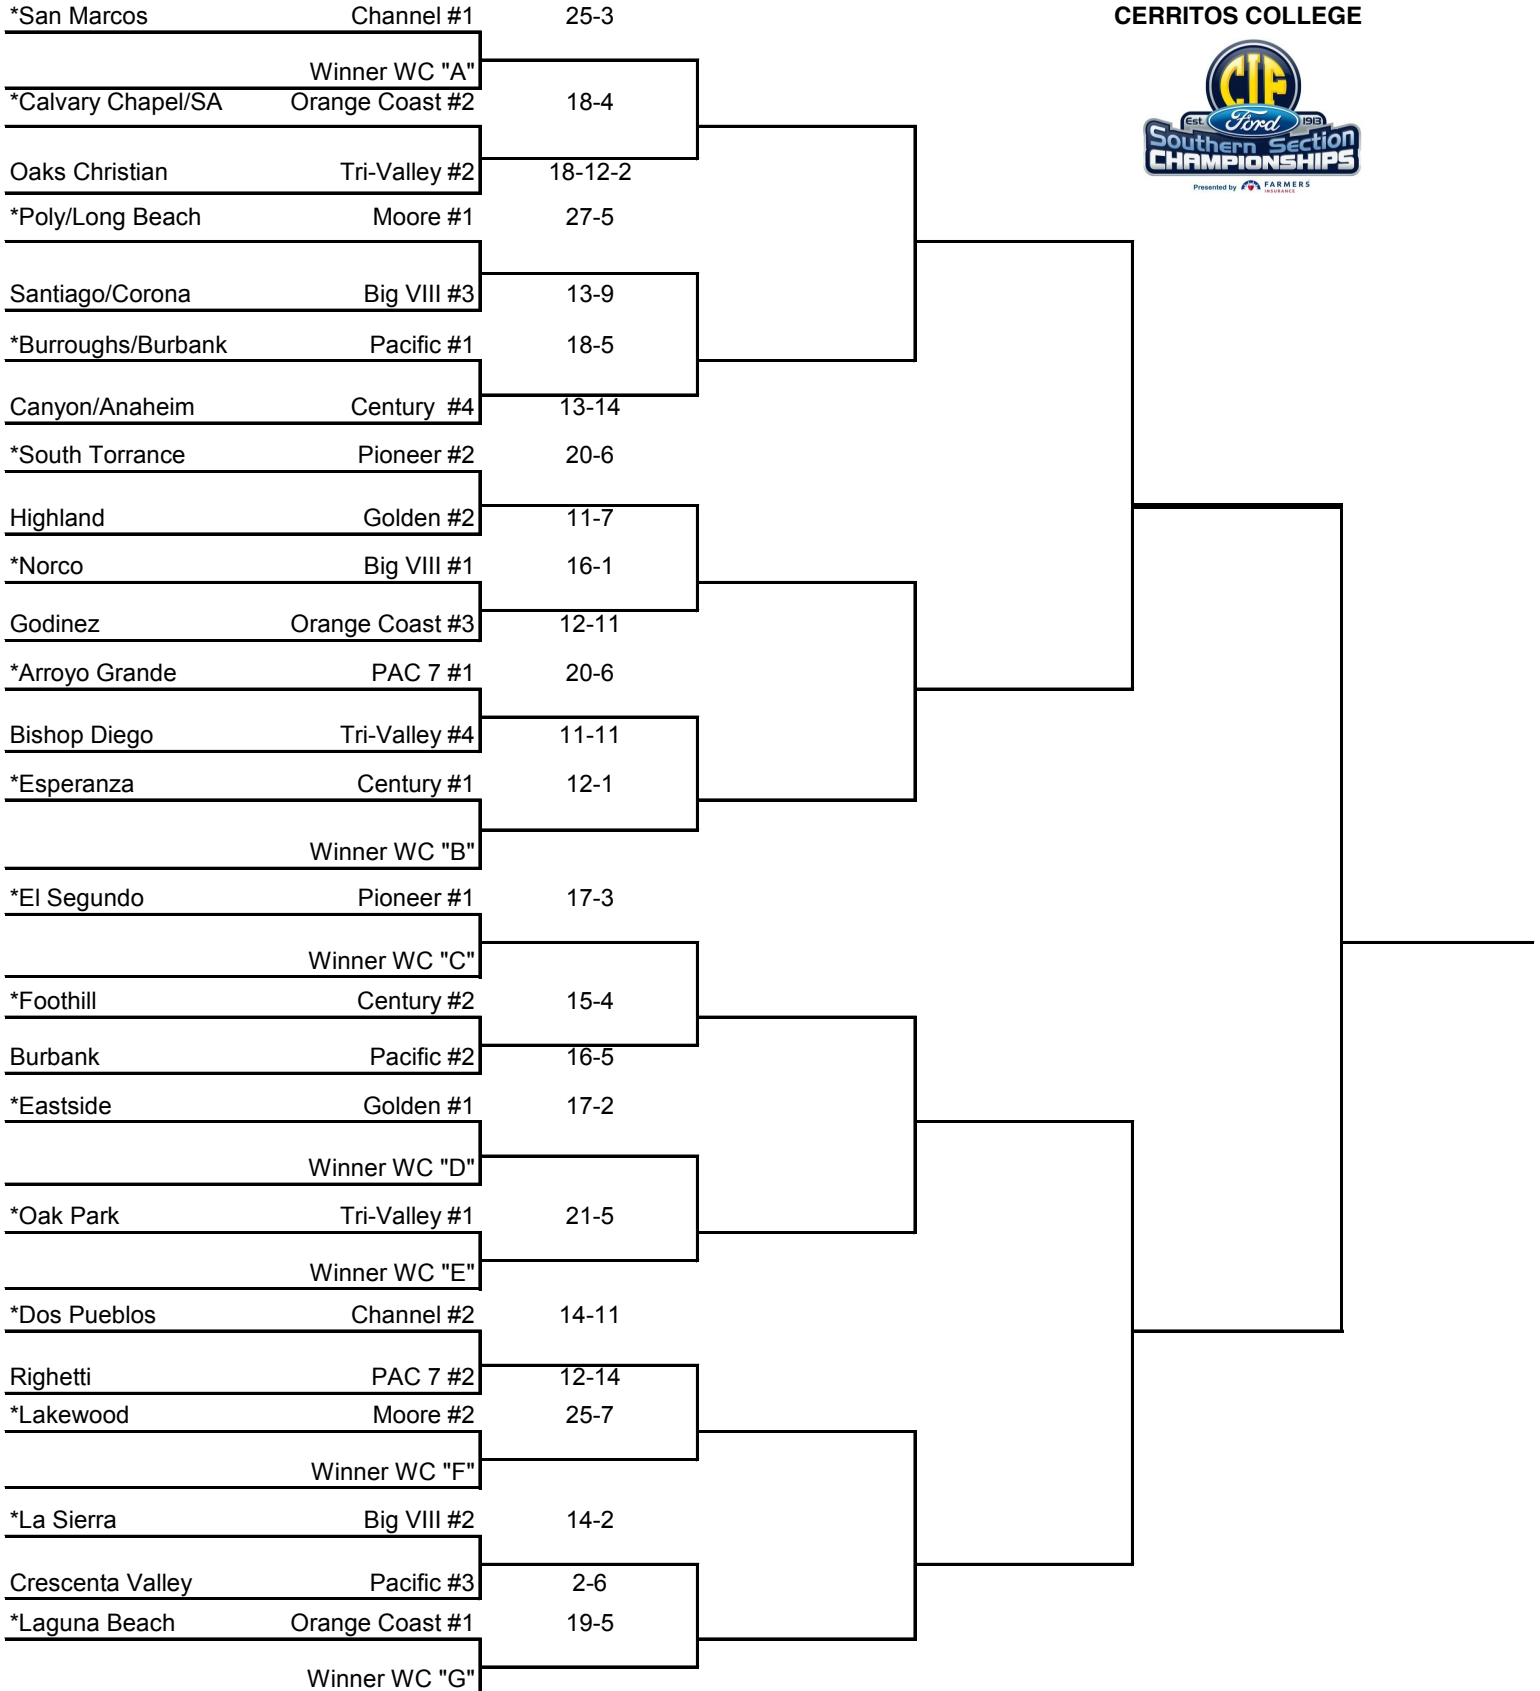 *San Marcos Channel #1 25-3 CERRITOS COLLEGE
Winner WC "A"
*Calvary Chapel/SA Orange Coast #2 18-4
CIF
Est. Ford 1913
Southern Section
CHAMPIONSHIPS
Presented by FARMERS
INSURANCE
Oaks Christian Tri-Valley #2 18-12-2
*Poly/Long Beach Moore #1 27-5
Santiago/Corona Big VIII #3 13-9
*Burroughs/Burbank Pacific #1 18-5
Canyon/Anaheim Century #4 13-14
*South Torrance Pioneer #2 20-6
Highland Golden #2 11-7
*Norco Big VIII #1 16-1
Godinez Orange Coast #3 12-11
*Arroyo Grande PAC 7 #1 20-6
Bishop Diego Tri-Valley #4 11-11
*Esperanza Century #1 12-1
Winner WC "B"
*El Segundo Pioneer #1 17-3
Winner WC "C"
*Foothill Century #2 15-4
Burbank Pacific #2 16-5
*Eastside Golden #1 17-2
Winner WC "D"
*Oak Park Tri-Valley #1 21-5
Winner WC "E"
*Dos Pueblos Channel #2 14-11
Righetti PAC 7 #2 12-14
*Lakewood Moore #2 25-7
Winner WC "F"
*La Sierra Big VIII #2 14-2
Crescenta Valley Pacific #3 2-6
*Laguna Beach Orange Coast #1 19-5
Winner WC "G"